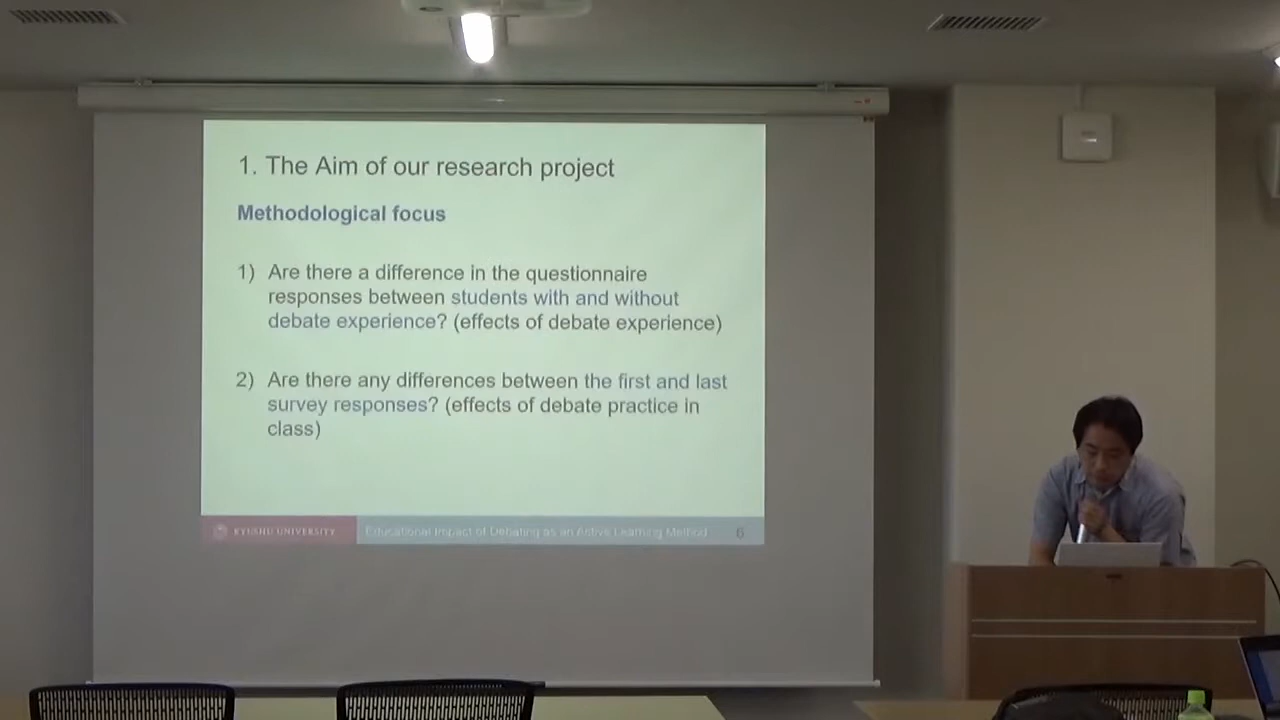 1. The Aim of our research project
Methodological focus
1) Are there a difference in the questionnaire
responses between students with and without
debate experience? (effects of debate experience)
2) Are there any differences between the first and last
survey responses? (effects of debate practice in
class)
KYUSHU UNIVERSITY
Educational Impact of Debating as an Active Learning Method
6